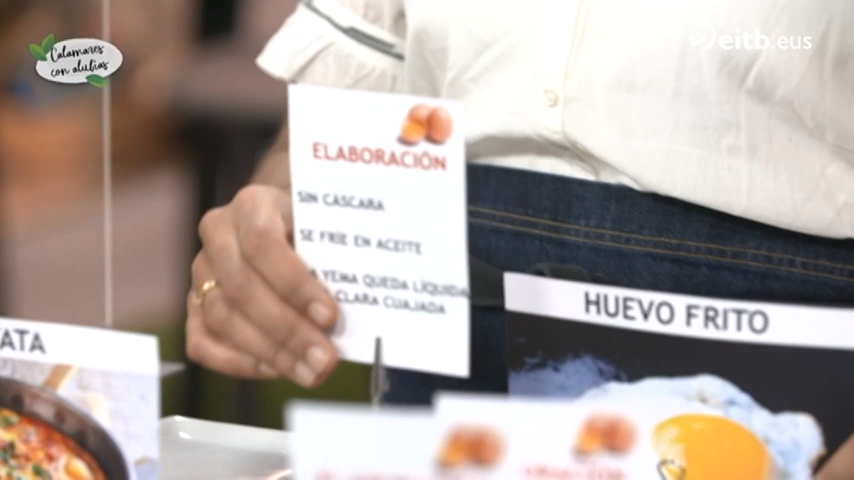 Calamares
con alubias
eitb.eus
ELABORACIÓN
SIN CÁSCARA
SE FRÍE EN ACEITE
YEMA QUEDA LÍQUIDA
CLARA CUAJADA
HUEVO FRITO
ATA